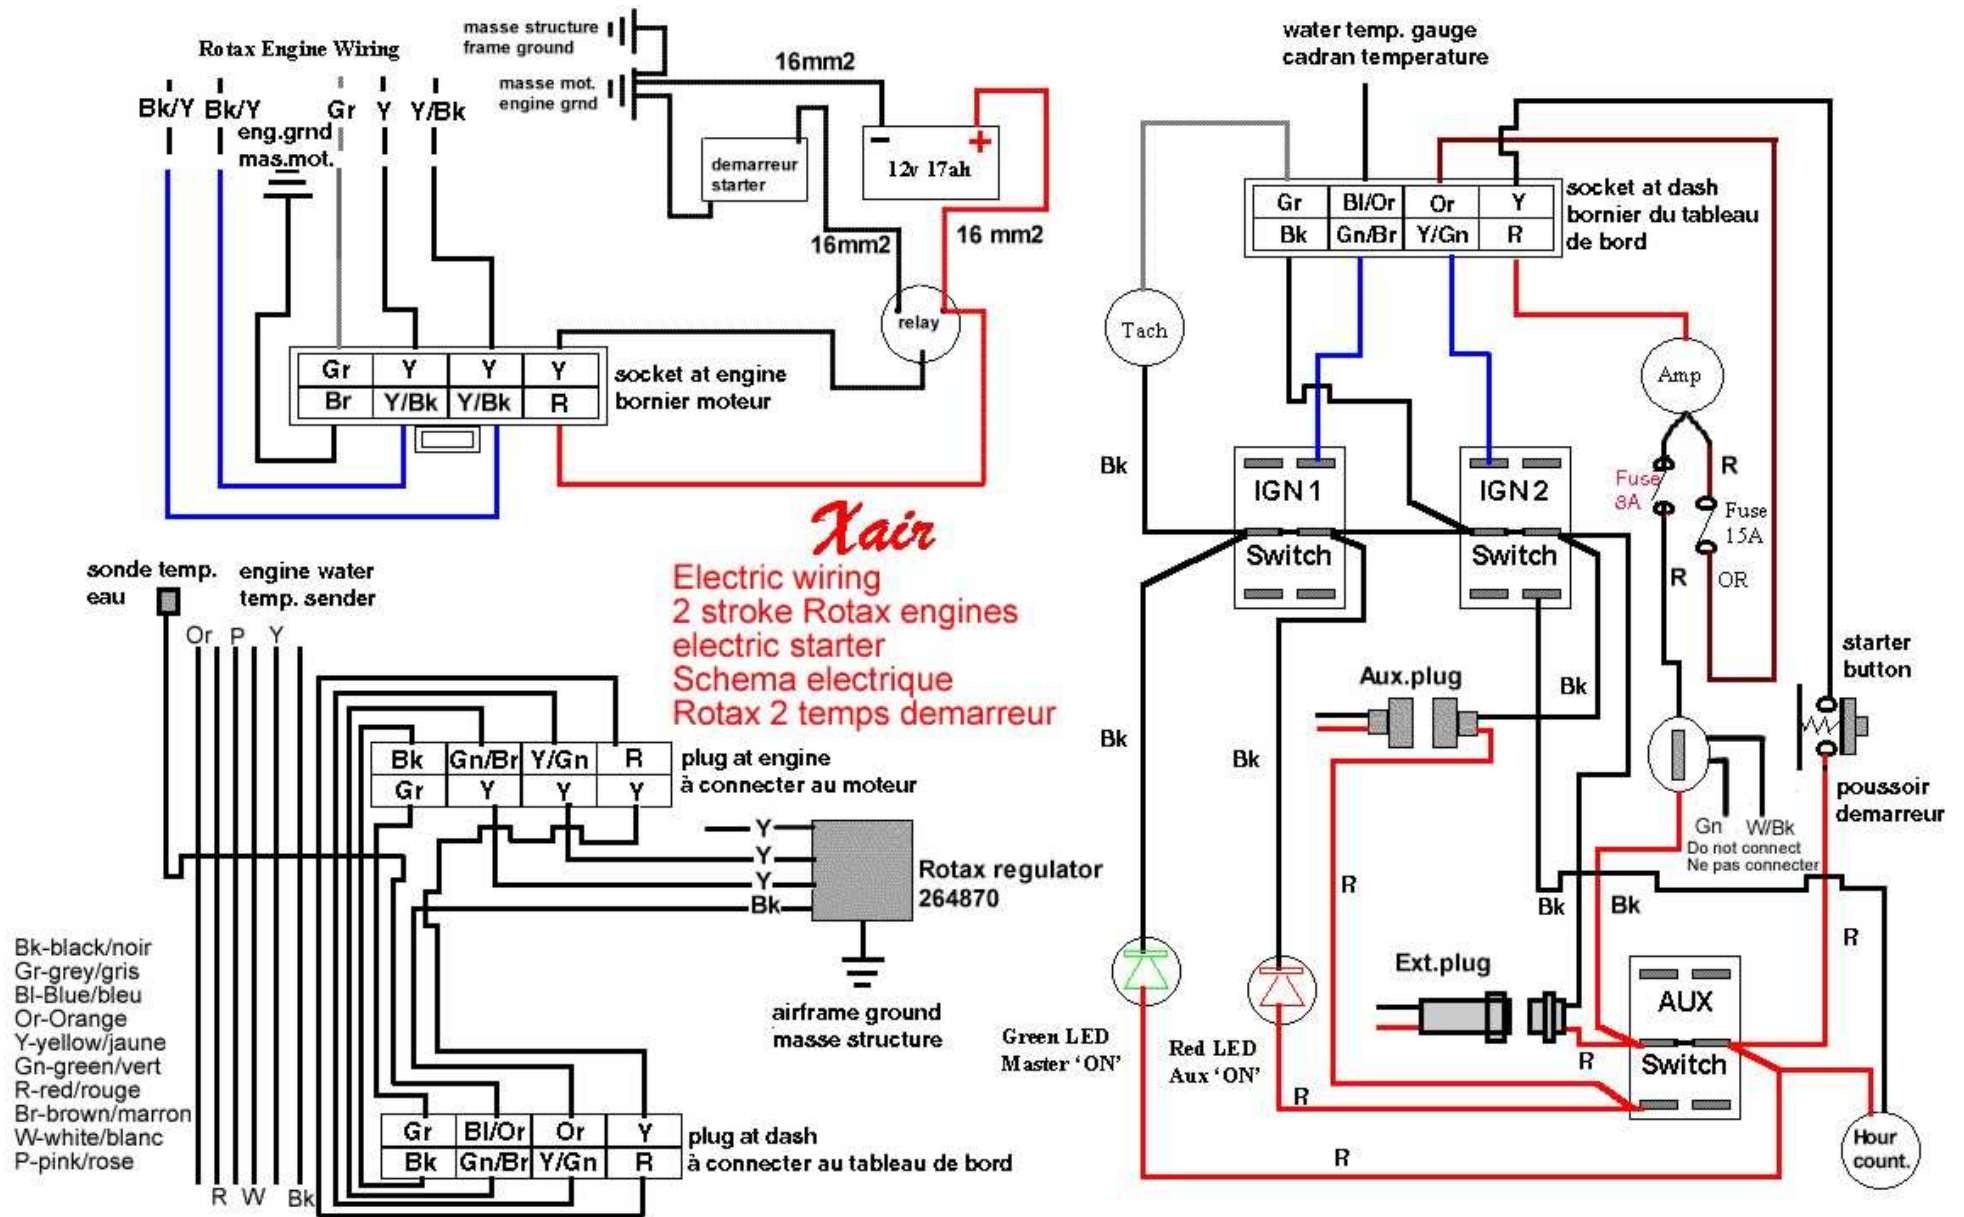 Rotax Engine Wiring
Bk/Y Bk/Y Gr Y Y/Bk
eng.grnd
mas.mot.
masse structure
frame ground
masse mot.
engine grnd
16mm2
demarreur
starter
- +
12v 17ah
16mm2
16 mm2
relay
Gr Y Y Y
Br Y/Bk Y/Bk R
socket at engine
bornier moteur
Xair
Electric wiring
2 stroke Rotax engines
electric starter
Schema electrique
Rotax 2 temps demarreur
sonde temp.
eau
engine water
temp. sender
Or P Y
R W Bk
Bk Gn/Br Y/Gn R
Gr Y Y Y
plug at engine
à connecter au moteur
Y
Y
Y
Bk
Rotax regulator
264870
airframe ground
masse structure
Bk-black/noir
Gr-grey/gris
Bl-Blue/bleu
Or-Orange
Y-yellow/jaune
Gn-green/vert
R-red/rouge
Br-brown/marron
W-white/blanc
P-pink/rose
Gr Bl/Or Or Y
Bk Gn/Br Y/Gn R
plug at dash
à connecter au tableau de bord
water temp. gauge
cadran temperature
Gr Bl/Or Or Y
Bk Gn/Br Y/Gn R
socket at dash
bornier du tableau
de bord
Tach
Amp
Bk
IGN 1
Switch
IGN 2
Switch
Fuse
8A
R
Fuse
15A
R
OR
starter
button
poussoir
demarreur
Aux.plug
Bk
Bk
Bk
Gn W/Bk
Do not connect
Ne pas connecter
R
Bk
Bk
R
Ext.plug
R
AUX
Switch
Green LED
Master ‘ON’
Red LED
Aux ‘ON’
R
R
Hour
count.